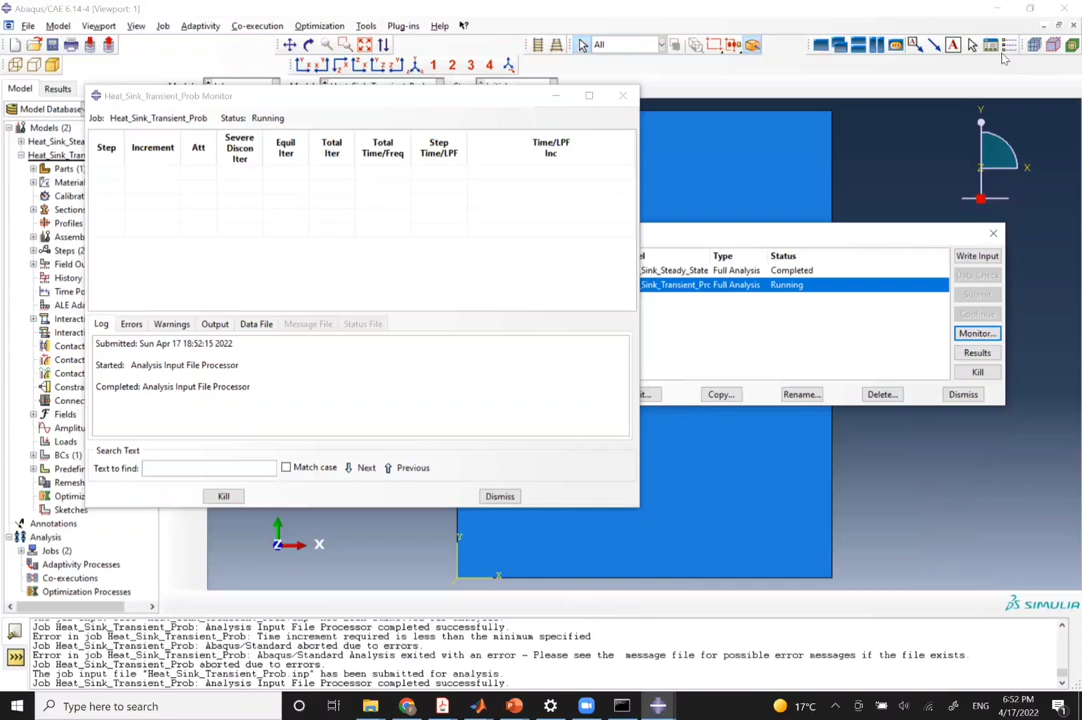 Abaqus/CAE 6.14-4 [Viewport: 1]
File Model Viewport View Job Adaptivity Co-execution Optimization Tools Plug-ins Help
All
1 2 3 4
Model Results
Model Database
Models (2)
Heat_Sink_Stea
Heat_Sink_Tran
Parts (1)
Material
Calibrat
Sections
Profiles
Assemb
Steps (2
Field Ou
History
Time Po
ALE Ada
Interact
Interact
Contact
Contact
Contact
Constra
Connec
Fields
Amplitu
Loads
BCs (1)
Predefin
Remesh
Optimiz
Sketches
Annotations
Analysis
Jobs (2)
Adaptivity Processes
Co-executions
Optimization Processes
Heat_Sink_Transient_Prob Monitor
Job: Heat_Sink_Transient_Prob Status: Running
Step Increment Att Severe Discon Iter Equil Iter Total Iter Total Time/Freq Step Time/LPF Time/LPF Inc
Log Errors Warnings Output Data File Message File Status File
Submitted: Sun Apr 17 18:52:15 2022
Started: Analysis Input File Processor
Completed: Analysis Input File Processor
Search Text
Text to find: Match case Next Previous
Kill Dismiss
el Type Status
_Sink_Steady_State Full Analysis Completed
_Sink_Transient_Prc Full Analysis Running
Write Input
Data Check
Submit
Continue
Monitor...
Results
Kill
it... Copy... Rename... Delete... Dismiss
Y
Z X
Y
X
Z X
SIMULIA
Error in job Heat_Sink_Transient_Prob: Time increment required is less than the minimum specified
Job Heat_Sink_Transient_Prob: Abaqus/Standard aborted due to errors.
Error in job Heat_Sink_Transient_Prob: Abaqus/Standard Analysis exited with an error - Please see the message file for possible error messages if the file exists.
Job Heat_Sink_Transient_Prob aborted due to errors.
The job input file "Heat_Sink_Transient_Prob.inp" has been submitted for analysis.
Job Heat_Sink_Transient_Prob: Analysis Input File Processor completed successfully.
Type here to search
17°C ENG 6:52 PM
4/17/2022